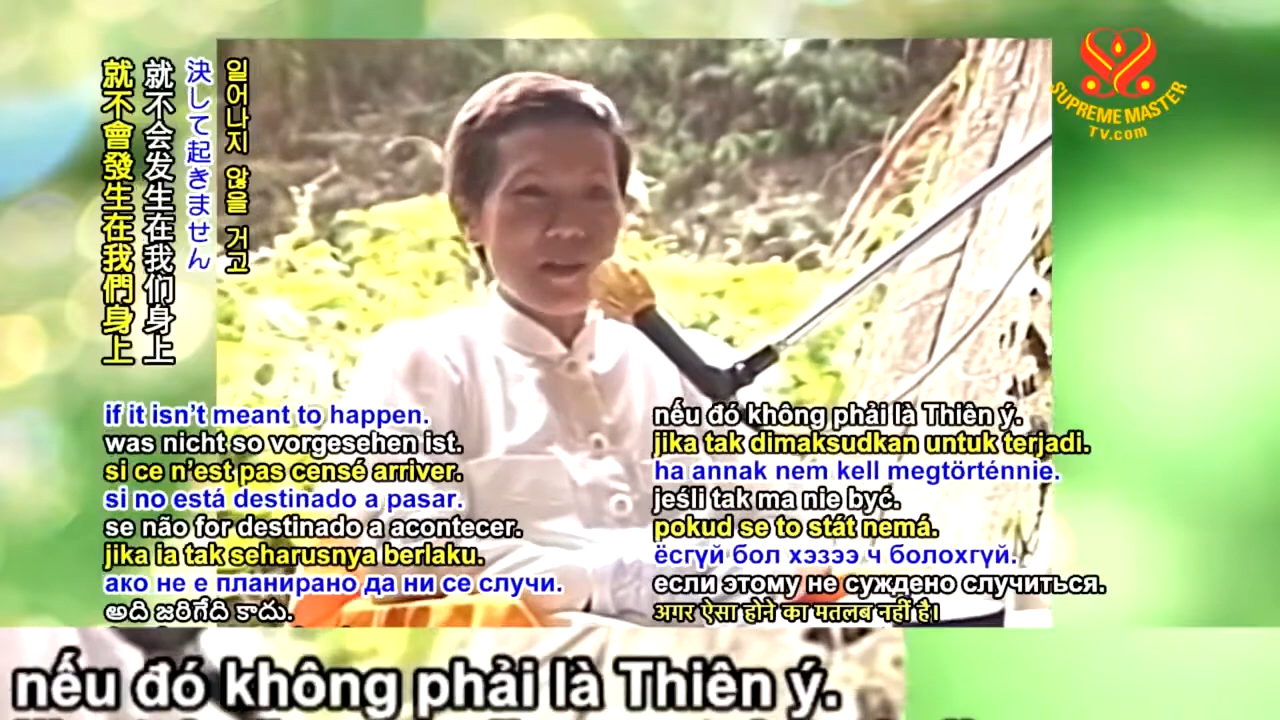 就不會發生在我們身上
就不会发生在我们身上
決して起きません
일어나지 않을 거고
SUPREME MASTER
TV.com
if it isn't meant to happen.
was nicht so vorgesehen ist.
si ce n'est pas censé arriver.
si no está destinado a pasar.
se não for destinado a acontecer.
jika ia tak seharusnya berlaku.
ако не е планирано да ни се случи.
అది జరిగేది కాదు.
nếu đó không phải là Thiên ý.
jika tak dimaksudkan untuk terjadi.
ha annak nem kell megtörténnie.
jeśli tak ma nie być.
pokud se to stát nemá.
ёсгүй бол хэзээ ч болохгүй.
если этому не суждено случиться.
अगर ऐसा होने का मतलब नहीं है।
nếu đó không phải là Thiên ý.